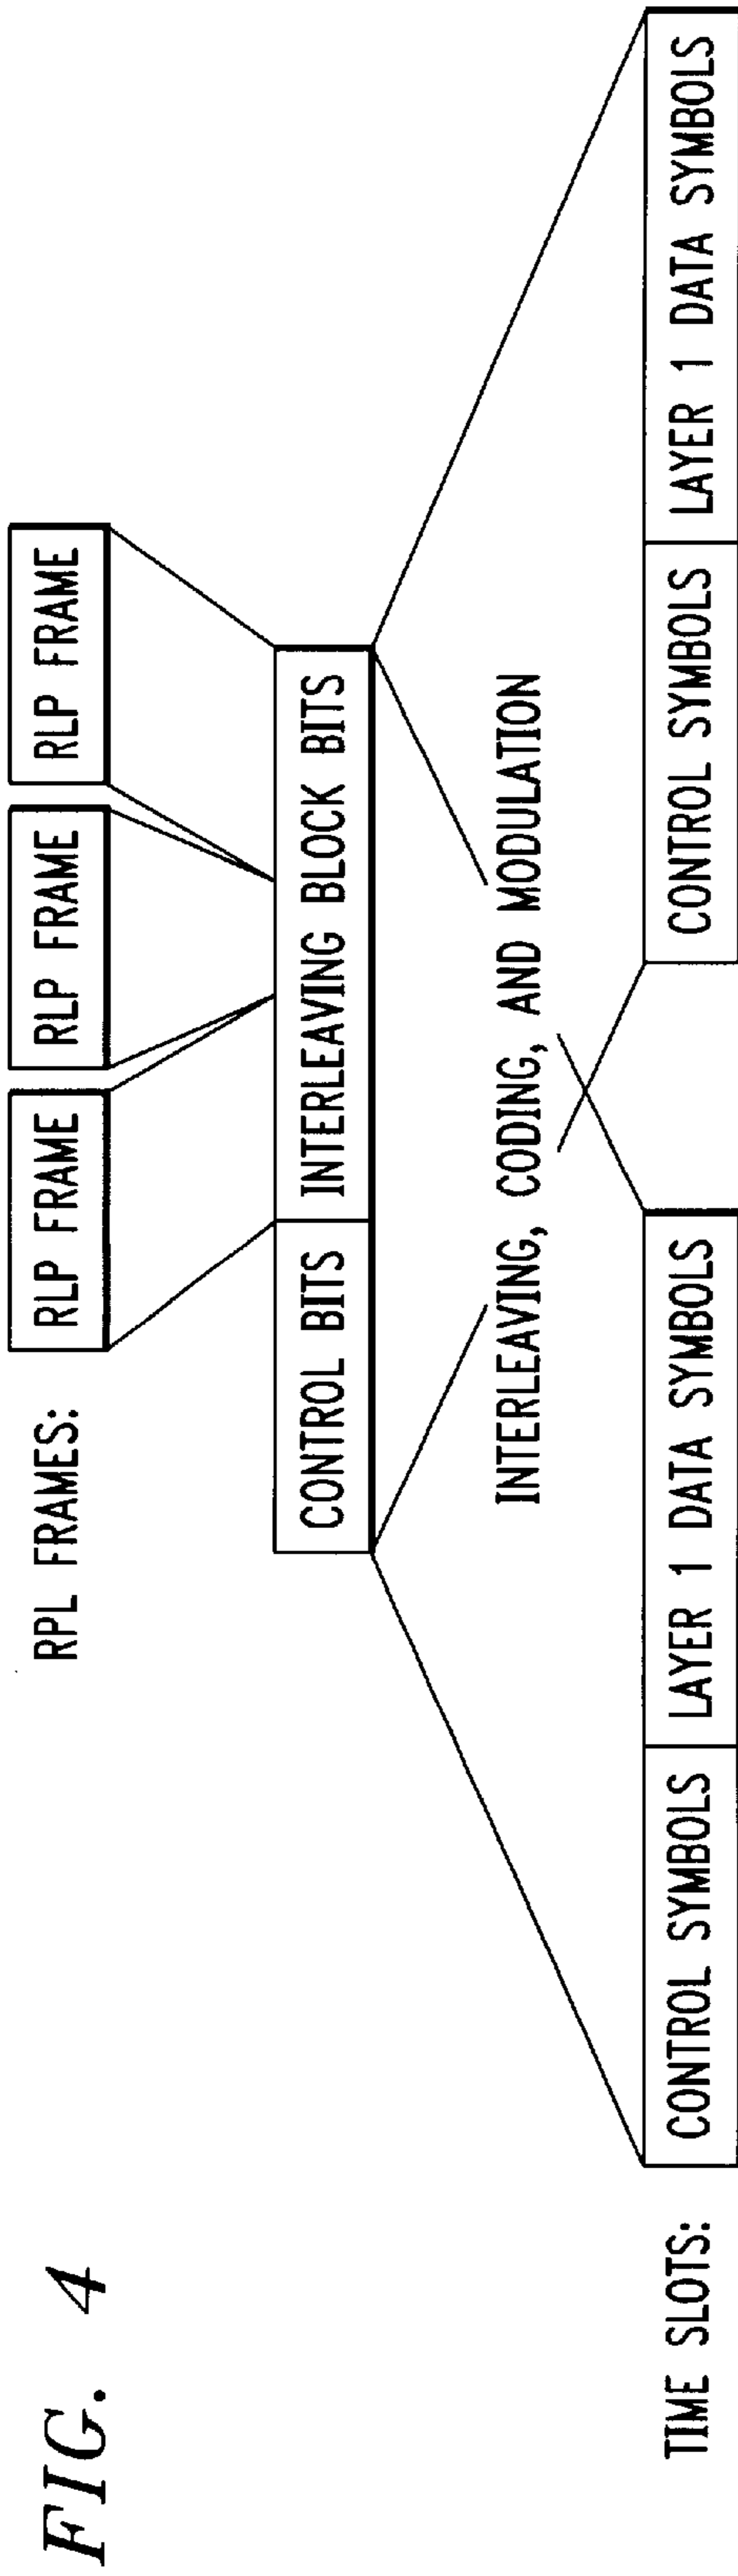 FIG. 4
RPL FRAMES:
RLP FRAME
RLP FRAME
RLP FRAME
CONTROL BITS
INTERLEAVING BLOCK BITS
INTERLEAVING, CODING, AND MODULATION
TIME SLOTS:
CONTROL SYMBOLS
LAYER 1 DATA SYMBOLS
CONTROL SYMBOLS
LAYER 1 DATA SYMBOLS